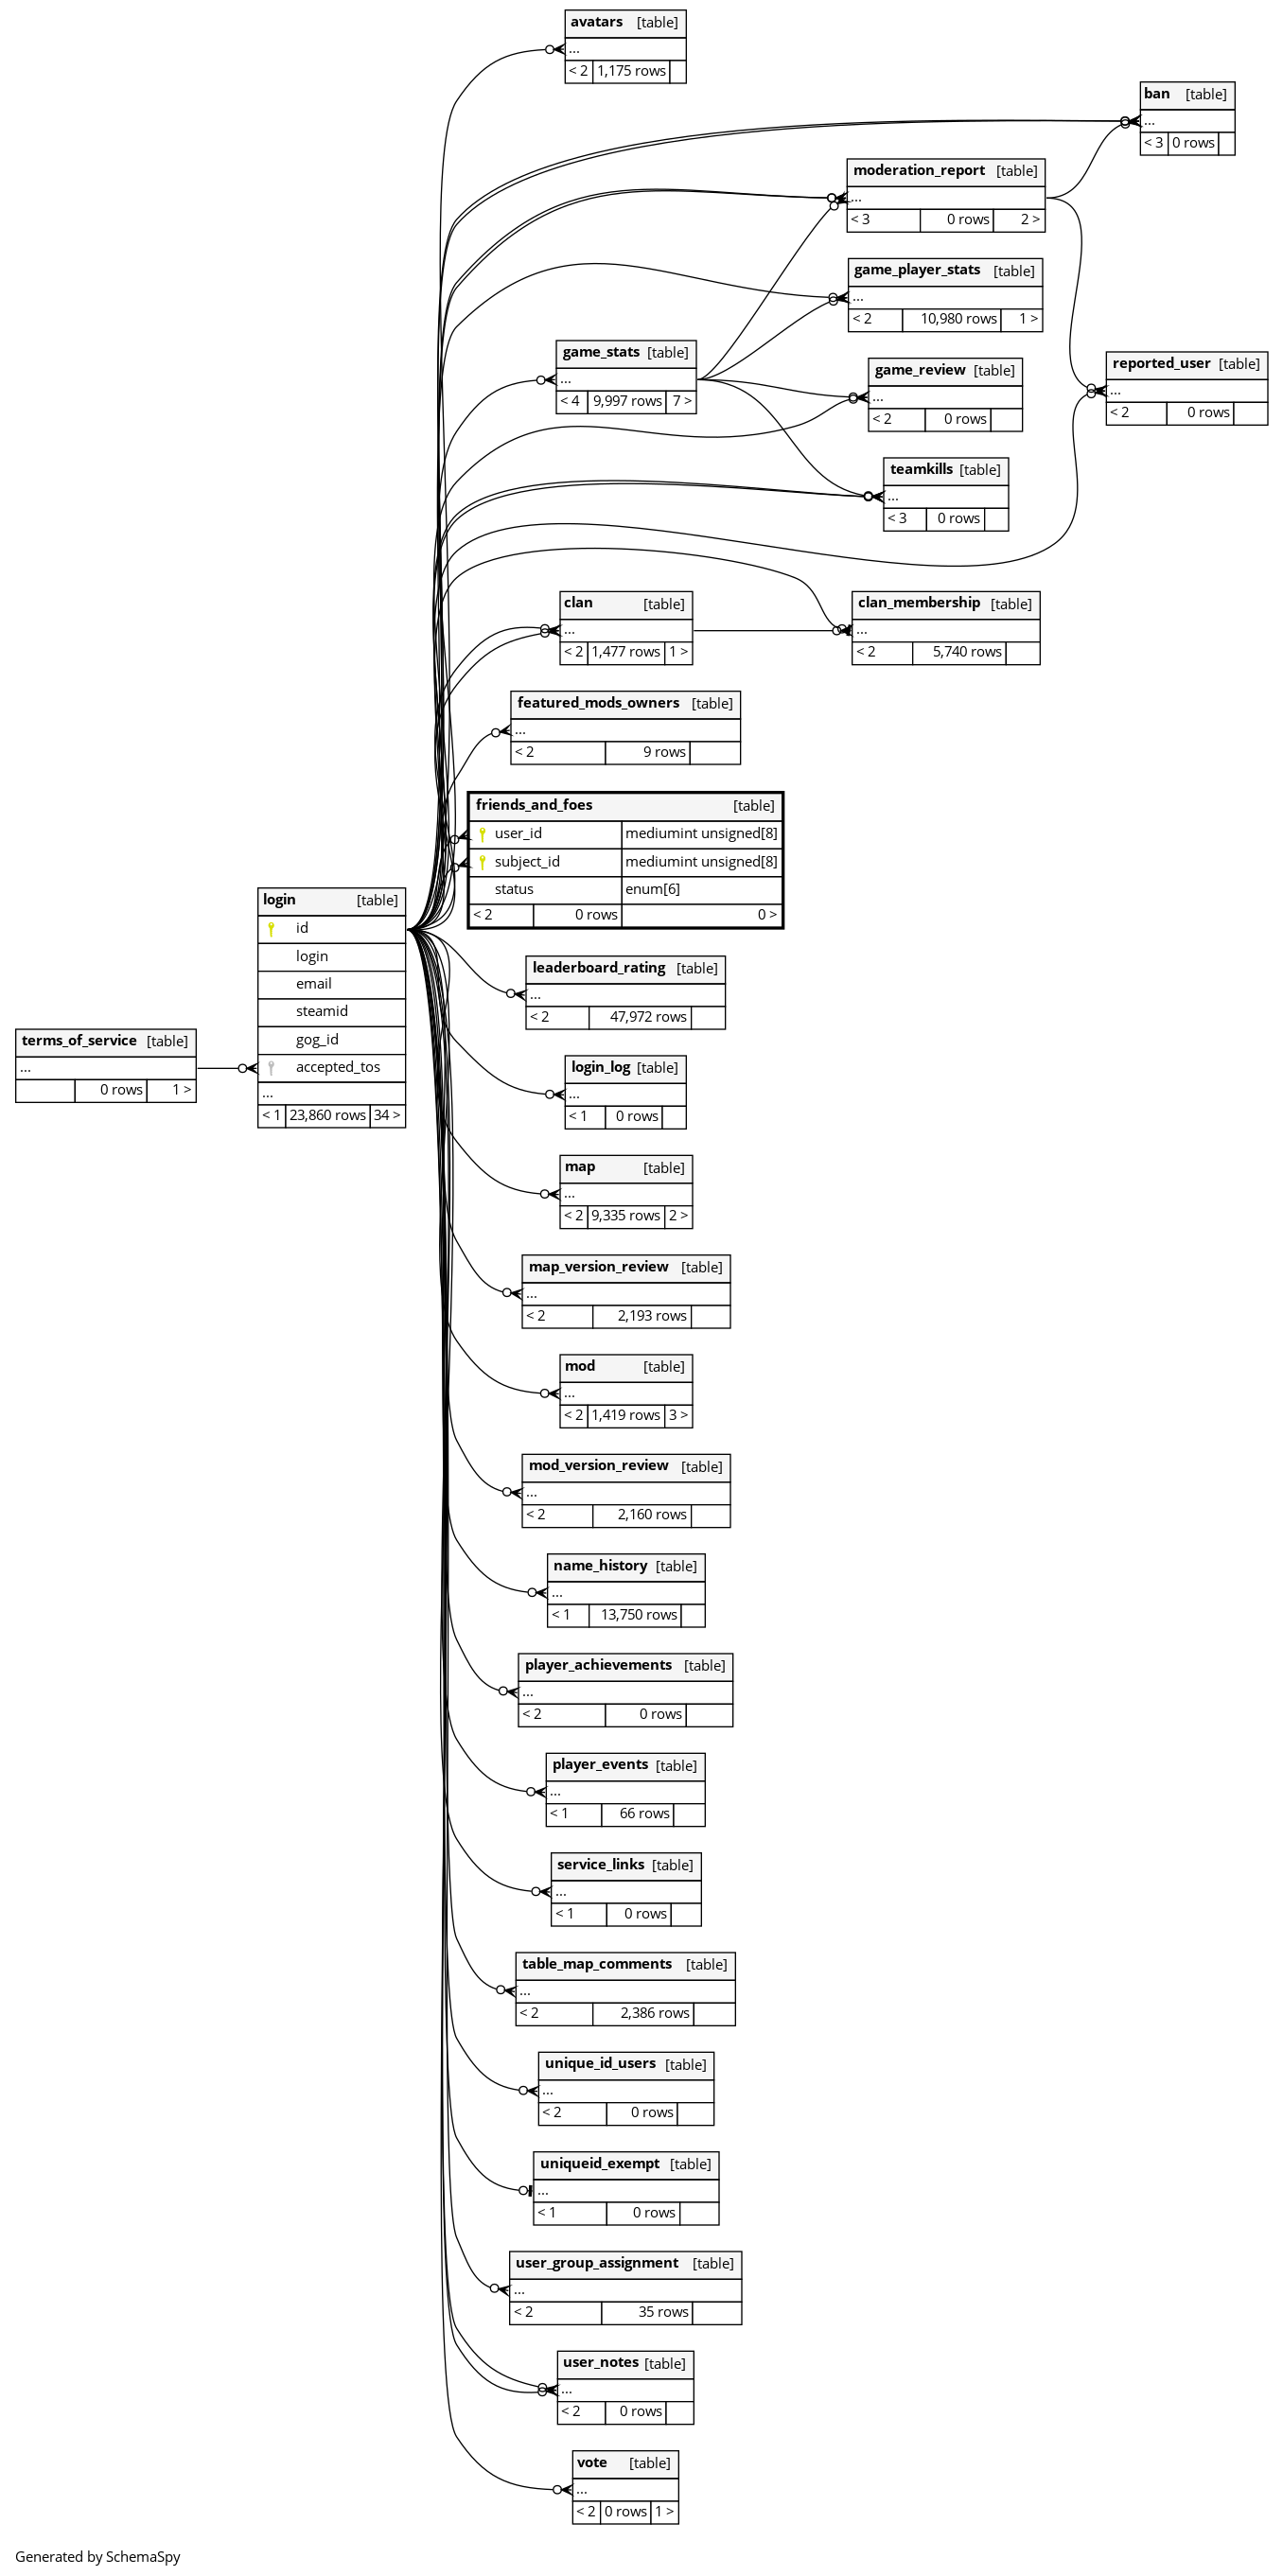 avatars [table]
...
< 2 1,175 rows
ban [table]
...
< 3 0 rows
moderation_report [table]
...
< 3 0 rows 2 >
game_player_stats [table]
...
< 2 10,980 rows 1 >
game_stats [table]
...
< 4 9,997 rows 7 >
game_review [table]
...
< 2 0 rows
reported_user [table]
...
< 2 0 rows
teamkills [table]
...
< 3 0 rows
clan [table]
...
< 2 1,477 rows 1 >
clan_membership [table]
...
< 2 5,740 rows
featured_mods_owners [table]
...
< 2 9 rows
friends_and_foes [table]
user_id mediumint unsigned[8]
subject_id mediumint unsigned[8]
status enum[6]
< 2 0 rows 0 >
login [table]
id
login
email
steamid
gog_id
accepted_tos
...
< 1 23,860 rows 34 >
terms_of_service [table]
...
0 rows 1 >
leaderboard_rating [table]
...
< 2 47,972 rows
login_log [table]
...
< 1 0 rows
map [table]
...
< 2 9,335 rows 2 >
map_version_review [table]
...
< 2 2,193 rows
mod [table]
...
< 2 1,419 rows 3 >
mod_version_review [table]
...
< 2 2,160 rows
name_history [table]
...
< 1 13,750 rows
player_achievements [table]
...
< 2 0 rows
player_events [table]
...
< 1 66 rows
service_links [table]
...
< 1 0 rows
table_map_comments [table]
...
< 2 2,386 rows
unique_id_users [table]
...
< 2 0 rows
uniqueid_exempt [table]
...
< 1 0 rows
user_group_assignment [table]
...
< 2 35 rows
user_notes [table]
...
< 2 0 rows
vote [table]
...
< 2 0 rows 1 >
Generated by SchemaSpy